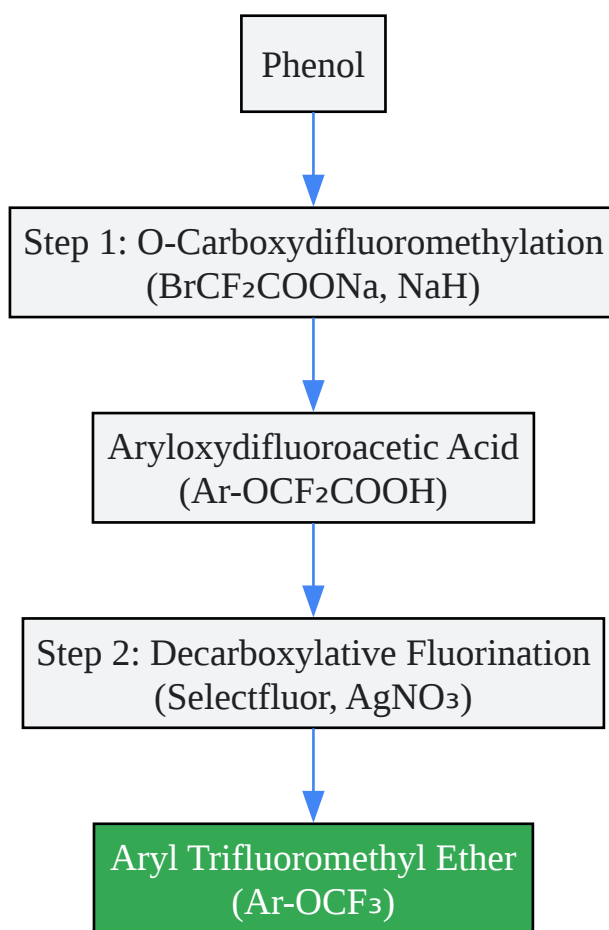 Phenol
Step 1: O-Carboxydifluoromethylation
(BrCF₂COONa, NaH)
Aryloxydifluoroacetic Acid
(Ar-OCF₂COOH)
Step 2: Decarboxylative Fluorination
(Selectfluor, AgNO₃)
Aryl Trifluoromethyl Ether
(Ar-OCF₃)